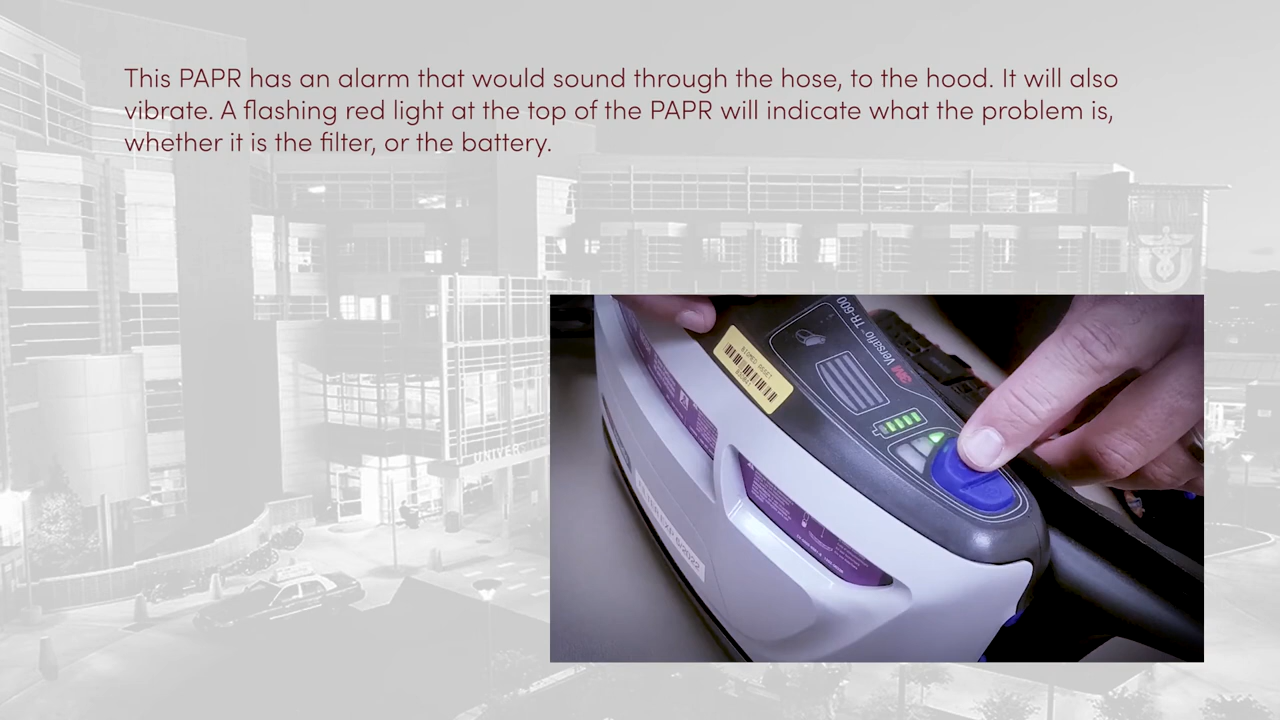 This PAPR has an alarm that would sound through the hose, to the hood. It will also
vibrate. A flashing red light at the top of the PAPR will indicate what the problem is,
whether it is the filter, or the battery.
UNIVER
3M Versaflo™ TR-600